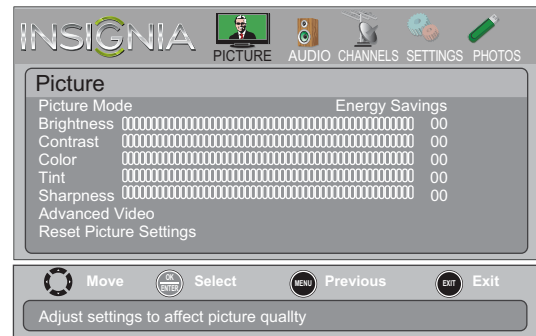 INSIGNIA
PICTURE AUDIO CHANNELS SETTINGS PHOTOS
Picture
Picture Mode Energy Savings
Brightness 00
Contrast 00
Color 00
Tint 00
Sharpness 00
Advanced Video
Reset Picture Settings
Move OK ENTER Select MENU Previous EXIT Exit
Adjust settings to affect picture quallty